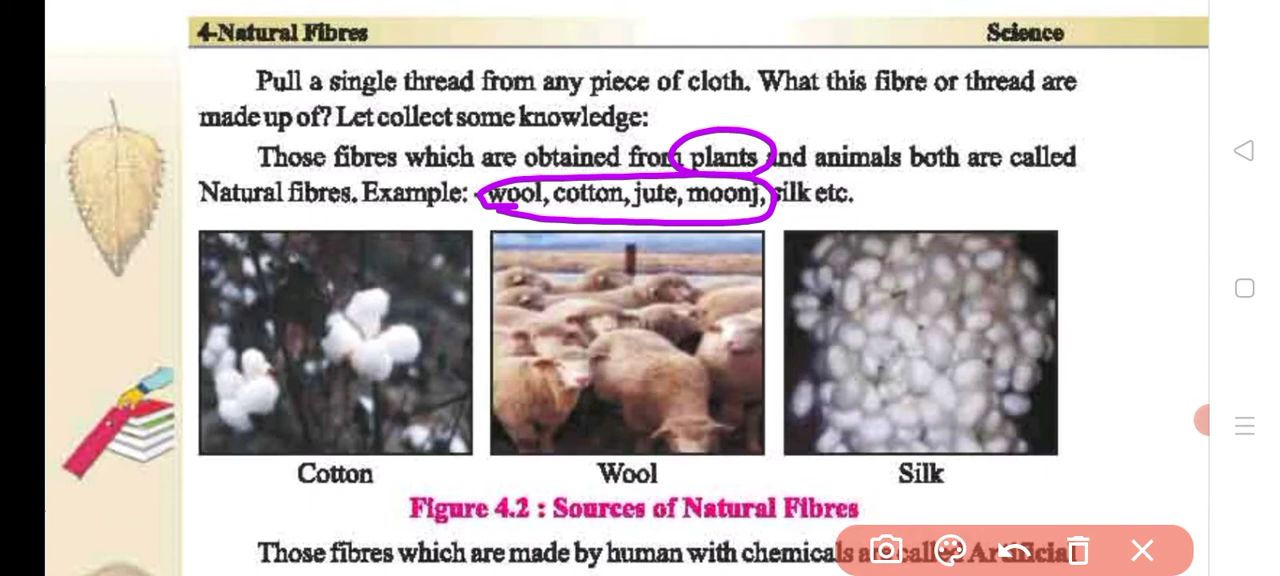 4-Natural Fibres Science
Pull a single thread from any piece of cloth. What this fibre or thread are
made up of? Let collect some knowledge:
Those fibres which are obtained from plants and animals both are called
Natural fibres. Example: - wool, cotton, jute, moonj, silk etc.
Cotton Wool Silk
Figure 4.2 : Sources of Natural Fibres
Those fibres which are made by human with chemicals are called Artificial